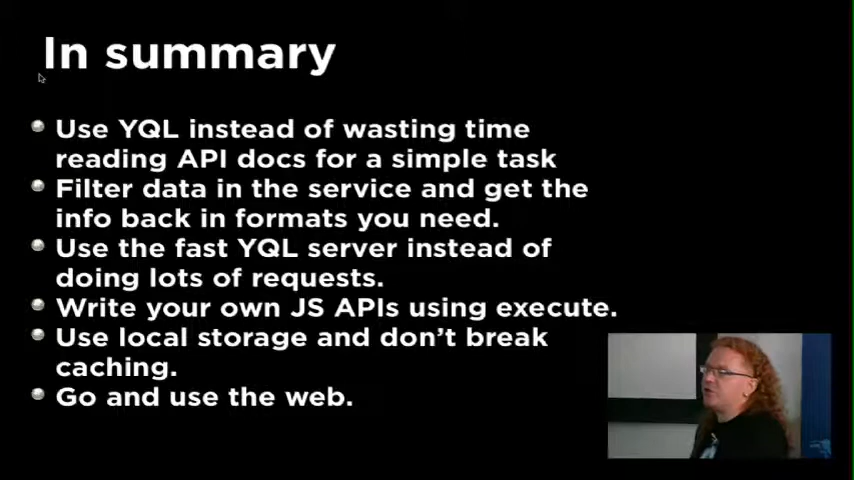 In summary
Use YQL instead of wasting time
reading API docs for a simple task
Filter data in the service and get the
info back in formats you need.
Use the fast YQL server instead of
doing lots of requests.
Write your own JS APIs using execute.
Use local storage and don’t break
caching.
Go and use the web.